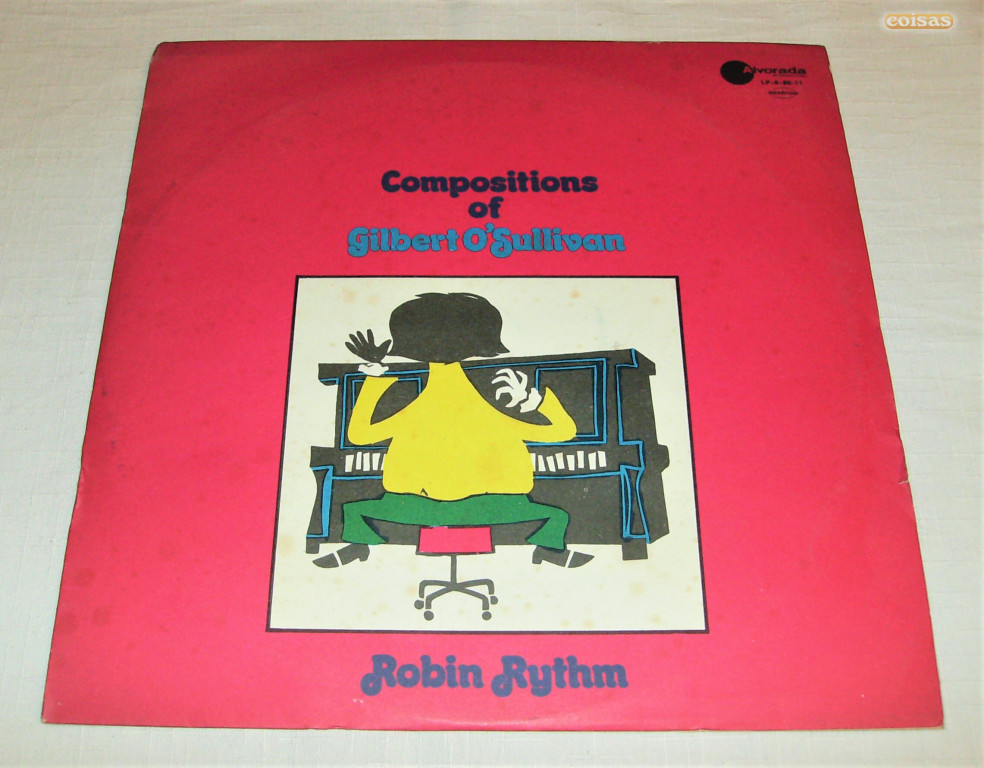 coisas
Alvorada
Compositions
of
Gilbert O'Sullivan
Robin Rythm